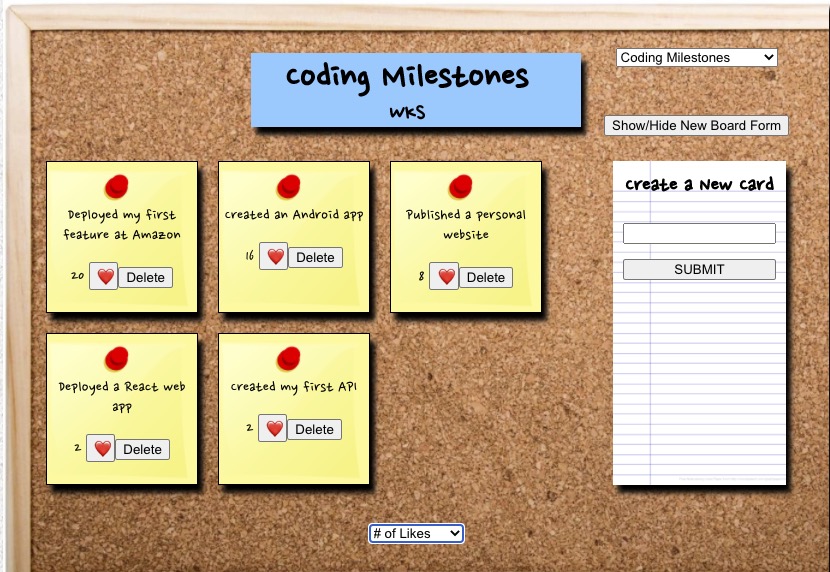 Coding Milestones
WKS
Coding Milestones
Show/Hide New Board Form
Deployed my first
feature at Amazon
20 Delete
Created an Android app
16 Delete
Published a personal
website
8 Delete
Create a New Card
SUBMIT
Deployed a React web
app
2 Delete
Created my first API
2 Delete
# of Likes